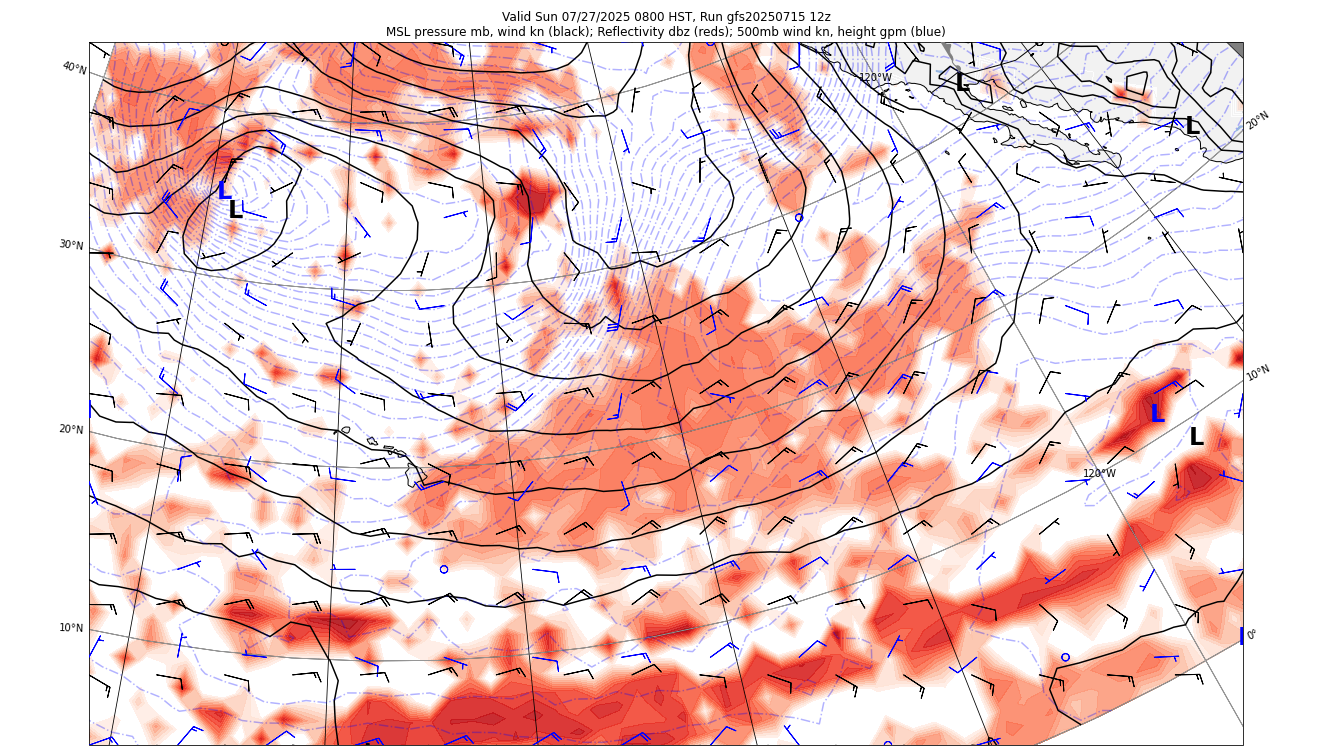 Valid Sun 07/27/2025 0800 HST, Run gfs20250715 12z
MSL pressure mb, wind kn (black); Reflectivity dbz (reds); 500mb wind kn, height gpm (blue)
40°N
120°W
L
L
20°N
L
L
30°N
10°N
L
L
20°N
120°W
10°N
0°